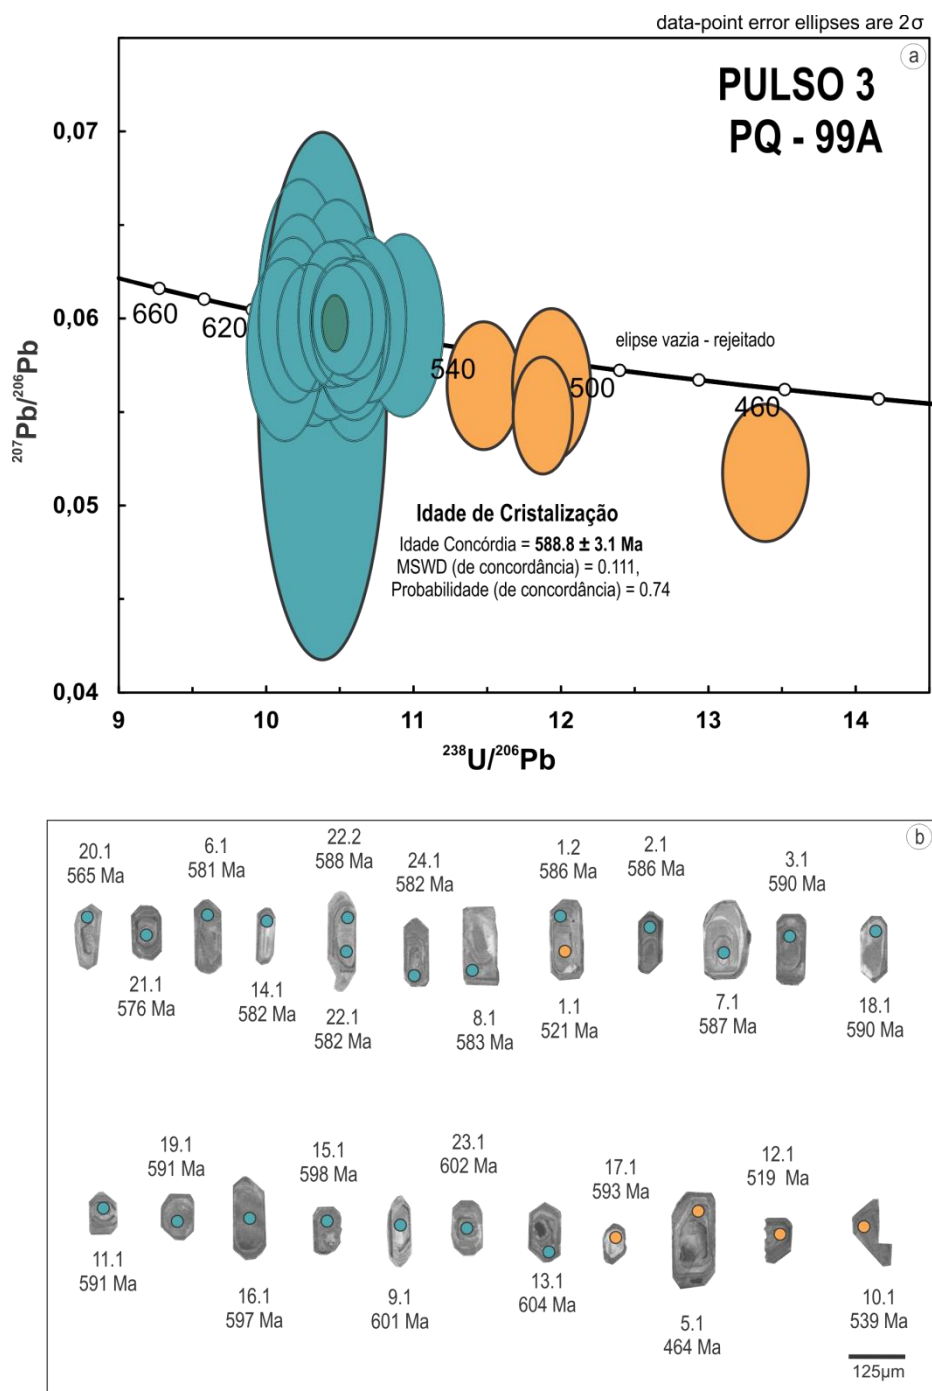 data-point error ellipses are 2σ
a
PULSO 3
PQ - 99A
0,07
0,06
0,05
0,04
²⁰⁷Pb/²⁰⁶Pb
660
620
540
500
460
elipse vazia - rejeitado
Idade de Cristalização
Idade Concórdia = 588.8 ± 3.1 Ma
MSWD (de concordância) = 0.111,
Probabilidade (de concordância) = 0.74
9 10 11 12 13 14
²³⁸U/²⁰⁶Pb
b
20.1
565 Ma
6.1
581 Ma
22.2
588 Ma
24.1
582 Ma
1.2
586 Ma
2.1
586 Ma
3.1
590 Ma
21.1
576 Ma
14.1
582 Ma
22.1
582 Ma
8.1
583 Ma
1.1
521 Ma
7.1
587 Ma
18.1
590 Ma
19.1
591 Ma
15.1
598 Ma
23.1
602 Ma
17.1
593 Ma
12.1
519 Ma
11.1
591 Ma
16.1
597 Ma
9.1
601 Ma
13.1
604 Ma
5.1
464 Ma
10.1
539 Ma
125µm